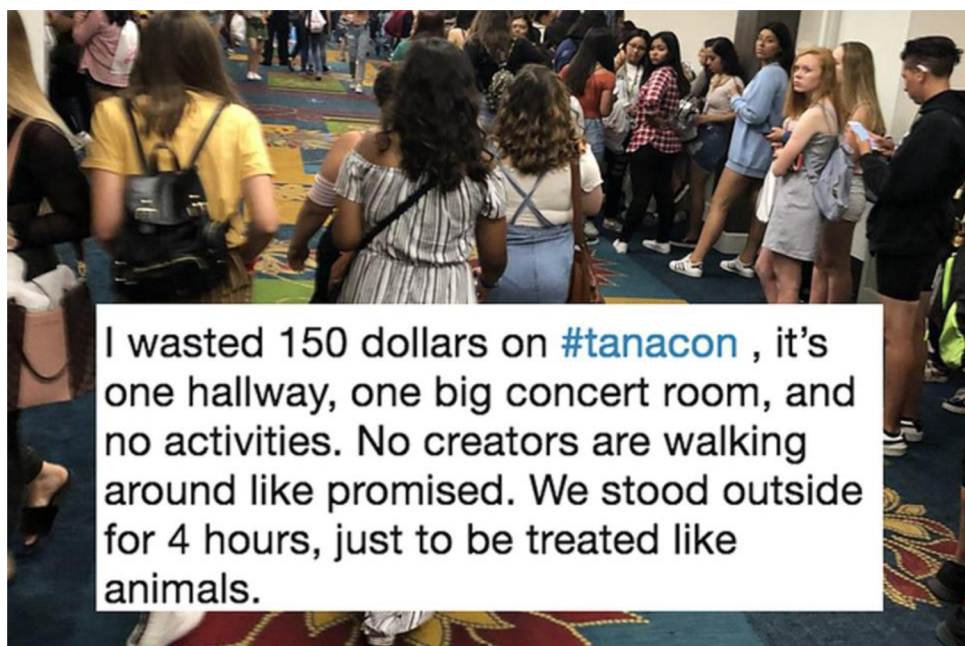 I wasted 150 dollars on #tanacon , it's
one hallway, one big concert room, and
no activities. No creators are walking
around like promised. We stood outside
for 4 hours, just to be treated like
animals.